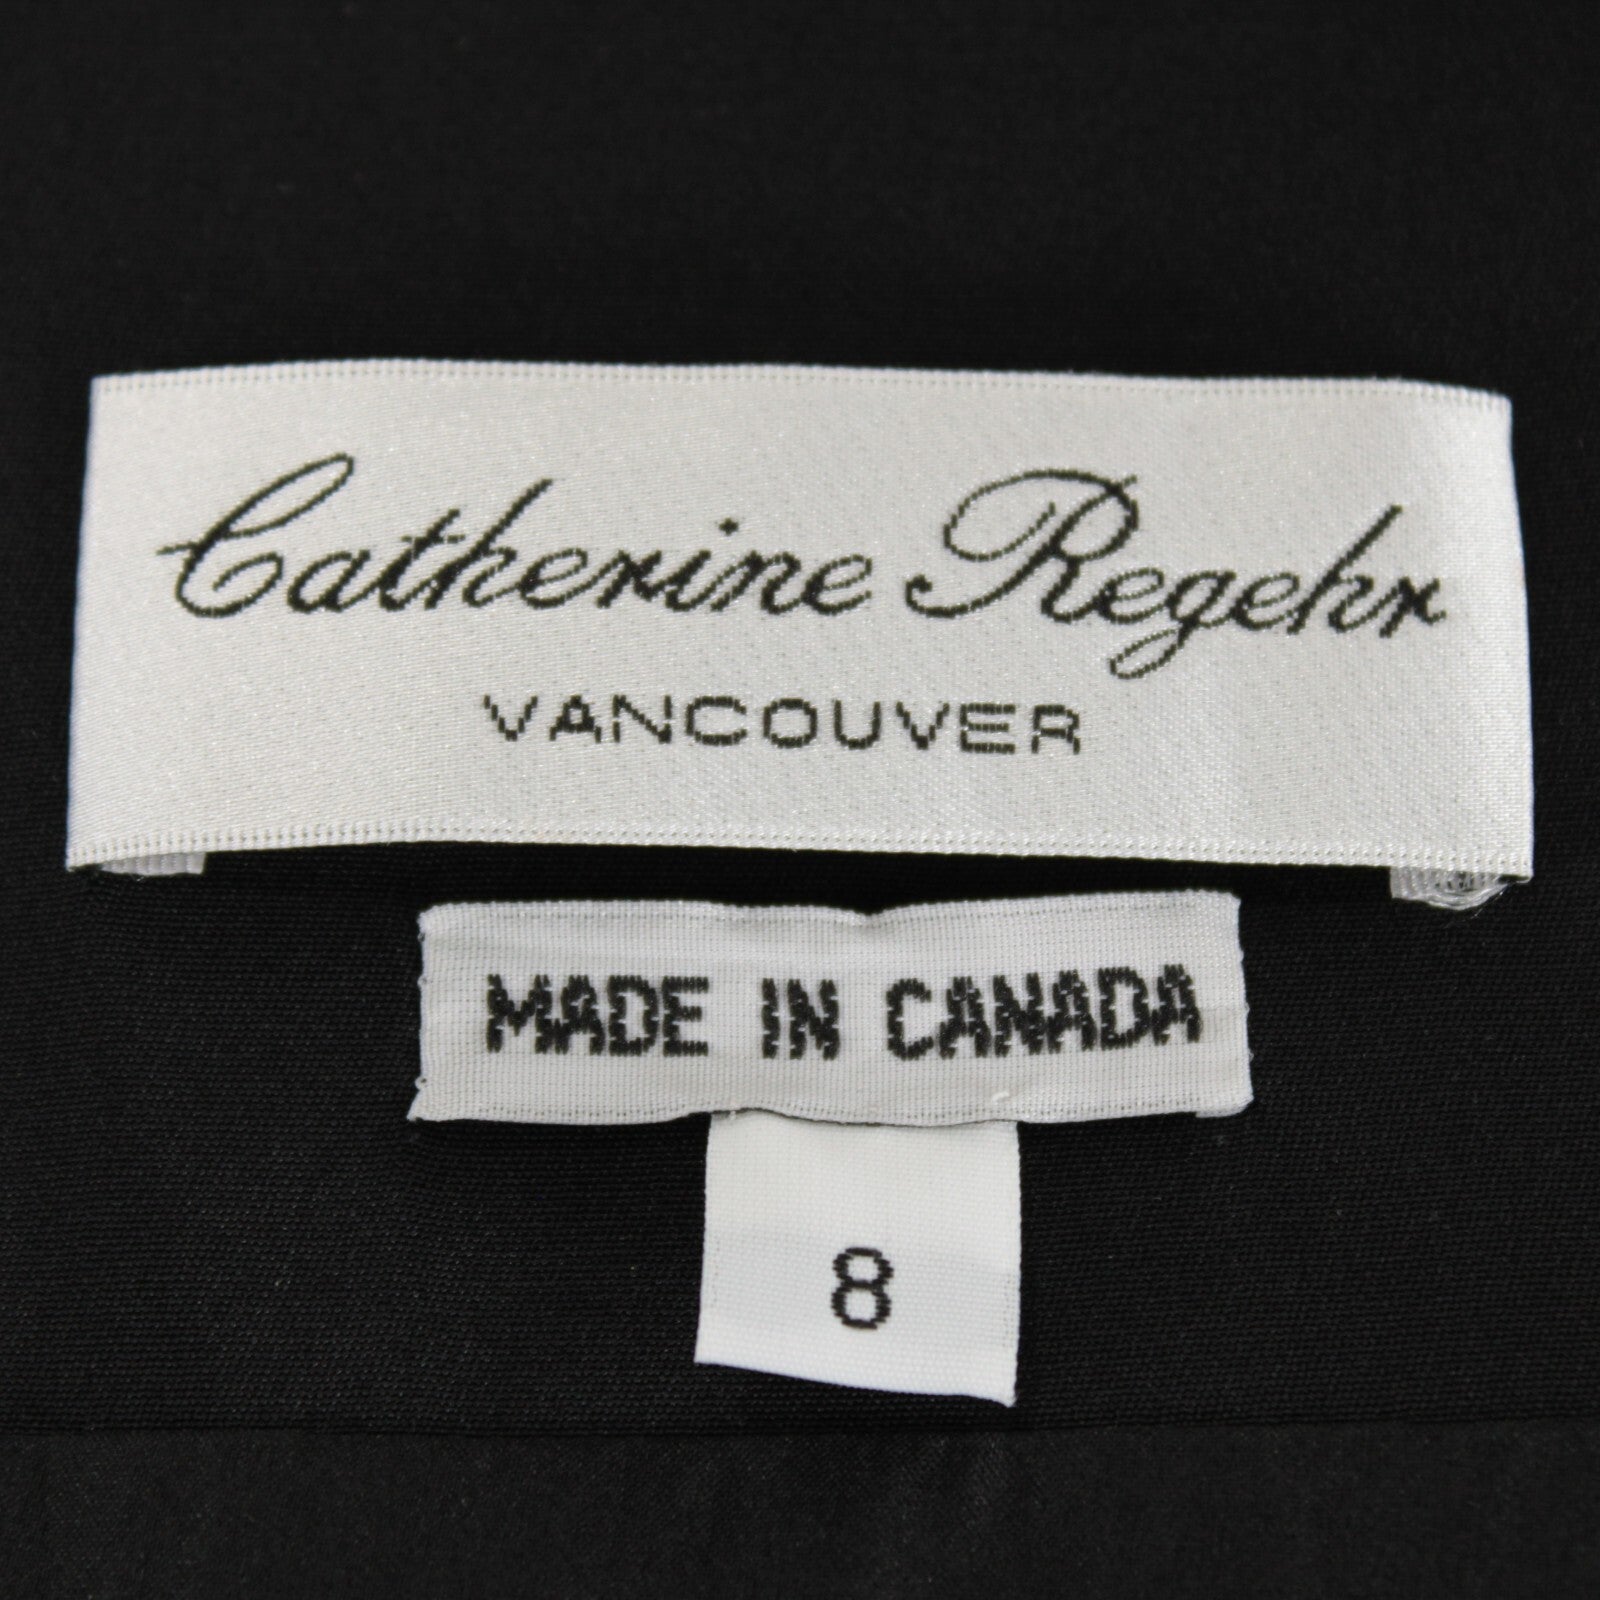 Catherine Regehr
VANCOUVER
MADE IN CANADA
8